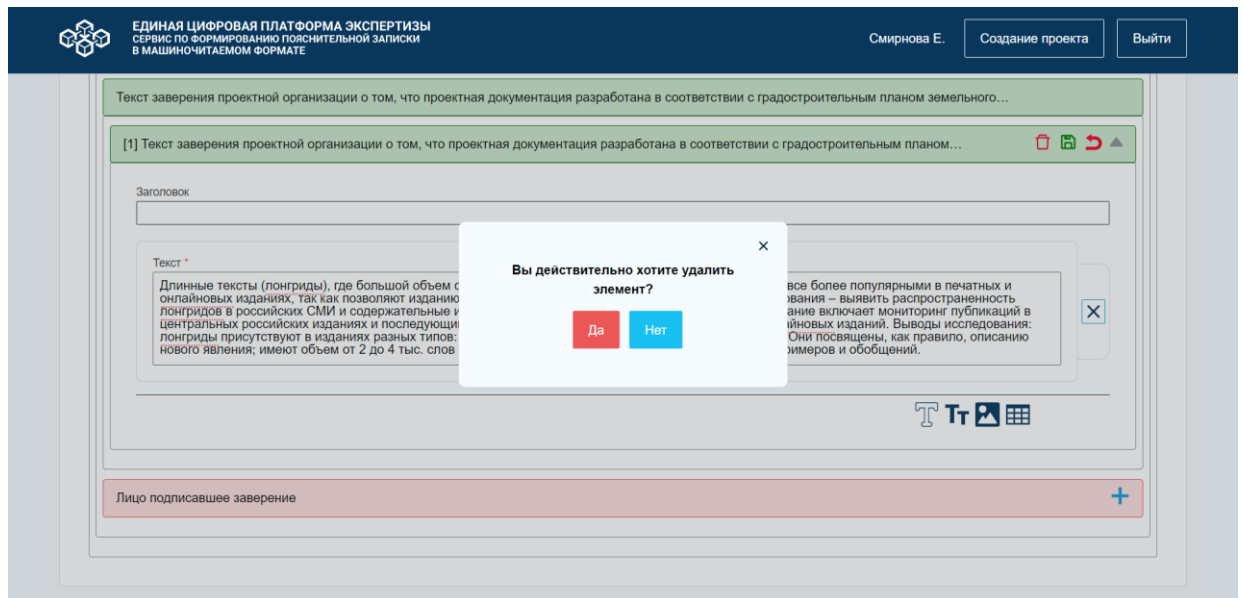 ЕДИНАЯ ЦИФРОВАЯ ПЛАТФОРМА ЭКСПЕРТИЗЫ
СЕРВИС ПО ФОРМИРОВАНИЮ ПОЯСНИТЕЛЬНОЙ ЗАПИСКИ
В МАШИНОЧИТАЕМОМ ФОРМАТЕ
Смирнова Е.
Создание проекта
Выйти
Текст заверения проектной организации о том, что проектная документация разработана в соответствии с градостроительным планом земельного…
[1] Текст заверения проектной организации о том, что проектная документация разработана в соответствии с градостроительным планом…
Заголовок
Текст *
Длинные тексты (лонгриды), где большой объем все более популярными в печатных и
онлайновых изданиях, так как позволяют изданию ования – выявить распространенность
лонгридов в российских СМИ и содержательные ание включает мониторинг публикаций в
центральных российских изданиях и последующи йновых изданий. Выводы исследования:
лонгриды присутствуют в изданиях разных типов: Они посвящены, как правило, описанию
нового явления; имеют объем от 2 до 4 тыс. слов имеров и обобщений.
Вы действительно хотите удалить
элемент?
Да
Нет
Лицо подписавшее заверение